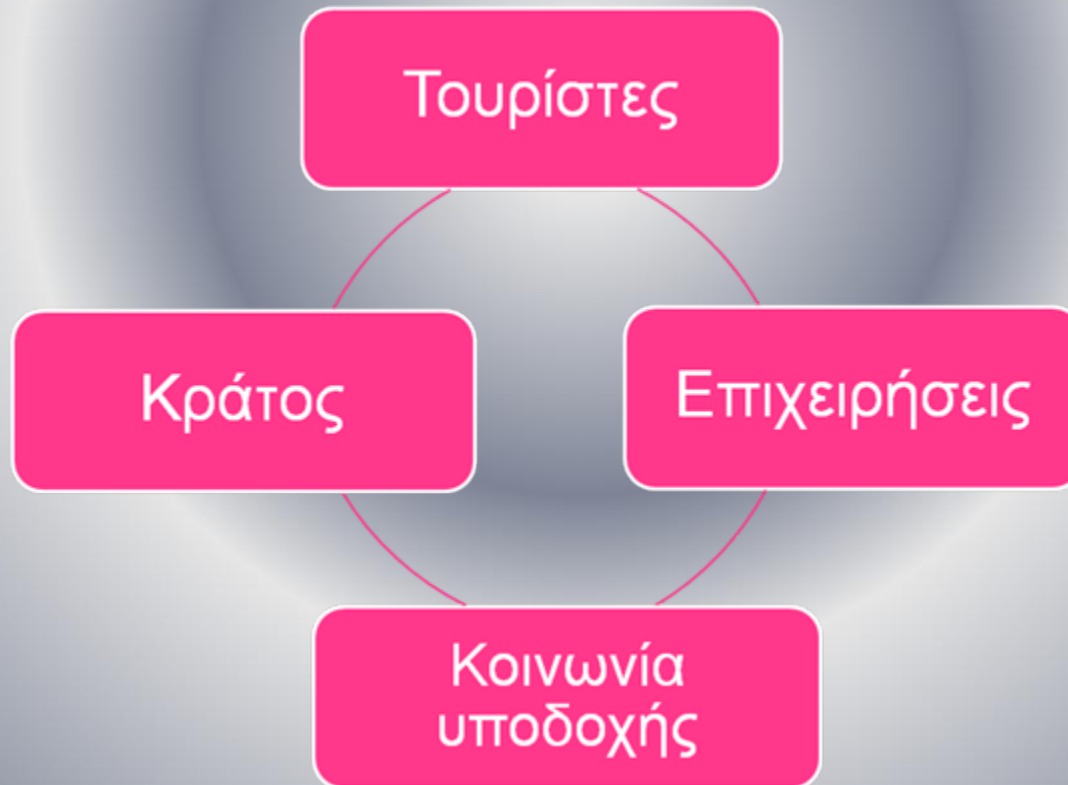 Τουρίστες
Κράτος
Επιχειρήσεις
Κοινωνία
υποδοχής